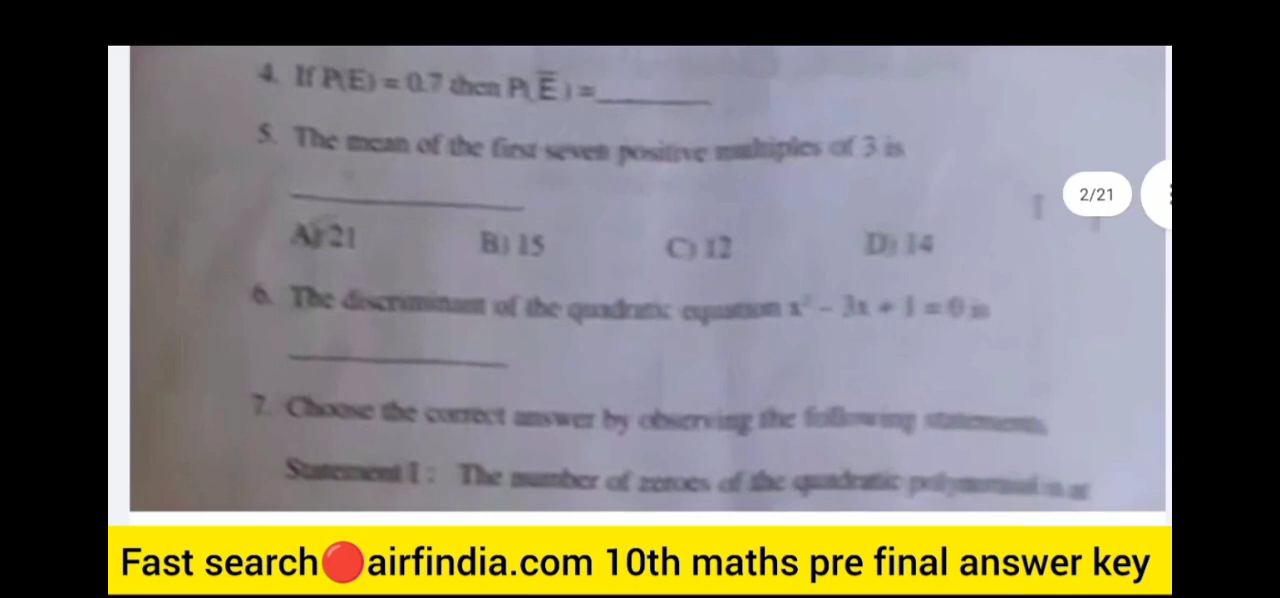 4. If P(E) = 0.7 then P( E̅ ) = ________
5. The mean of the first seven positive multiples of 3 is
________
A) 21 B) 15 C) 12 D) 14
2/21
6. The discriminant of the quadratic equation x² - 3x + 1 = 0 is
________
7. Choose the correct answer by observing the following statements.
Statement I : The number of zeroes of the quadratic polynomial is at
Fast search🔴airfindia.com 10th maths pre final answer key